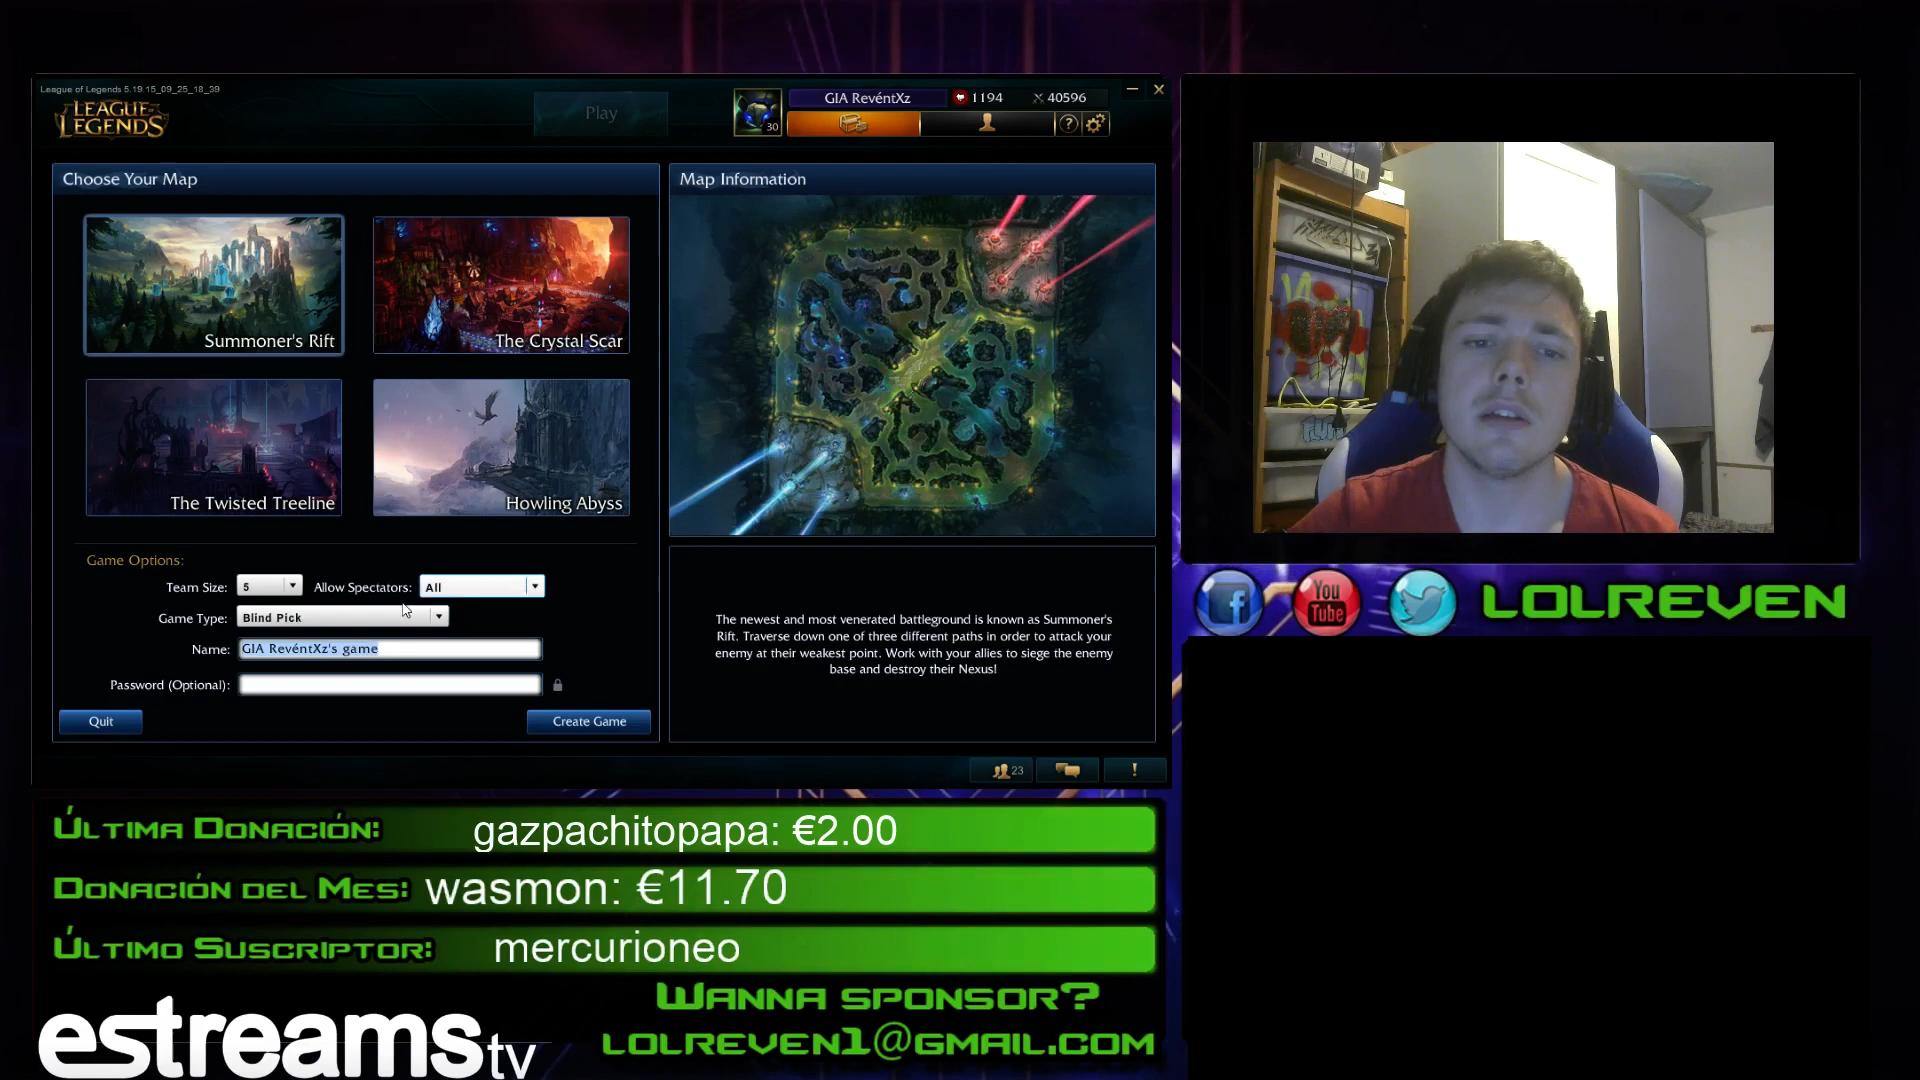 League of Legends 5.19.15_09_25_18_39
LEAGUE of LEGENDS
Play
30
GIA RevéntXz
1194
40596
?
Choose Your Map
Summoner's Rift
The Crystal Scar
The Twisted Treeline
Howling Abyss
Game Options:
Team Size: 5 Allow Spectators: All
Game Type: Blind Pick
Name: GIA RevéntXz's game
Password (Optional):
Quit
Create Game
Map Information
The newest and most venerated battleground is known as Summoner's
Rift. Traverse down one of three different paths in order to attack your
enemy at their weakest point. Work with your allies to siege the enemy
base and destroy their Nexus!
23
!
f
You
Tube
LOLREVEN
Última Donación: gazpachitopapa: €2.00
Donación del Mes: wasmon: €11.70
Último Suscriptor: mercurioneo
estreamstv
Wanna sponsor?
lolreven1@gmail.com